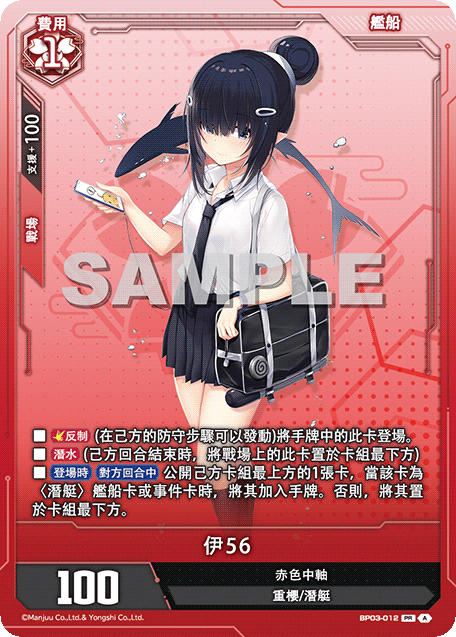 費用
1
艦船
支援+100
戰場
SAMPLE
■ 反制 (在己方的防守步驟可以發動)將手牌中的此卡登場。
■ 潛水 (己方回合結束時，將戰場上的此卡置於卡組最下方)
■ 登場時 對方回合中 公開己方卡組最上方的1張卡，當該卡為
〈潛艇〉艦船卡或事件卡時，將其加入手牌。否則，將其置
於卡組最下方。
伊56
100
赤色中軸
重櫻/潛艇
©Manjuu Co.,Ltd.& Yongshi Co.,Ltd.
BP03-012 PR A